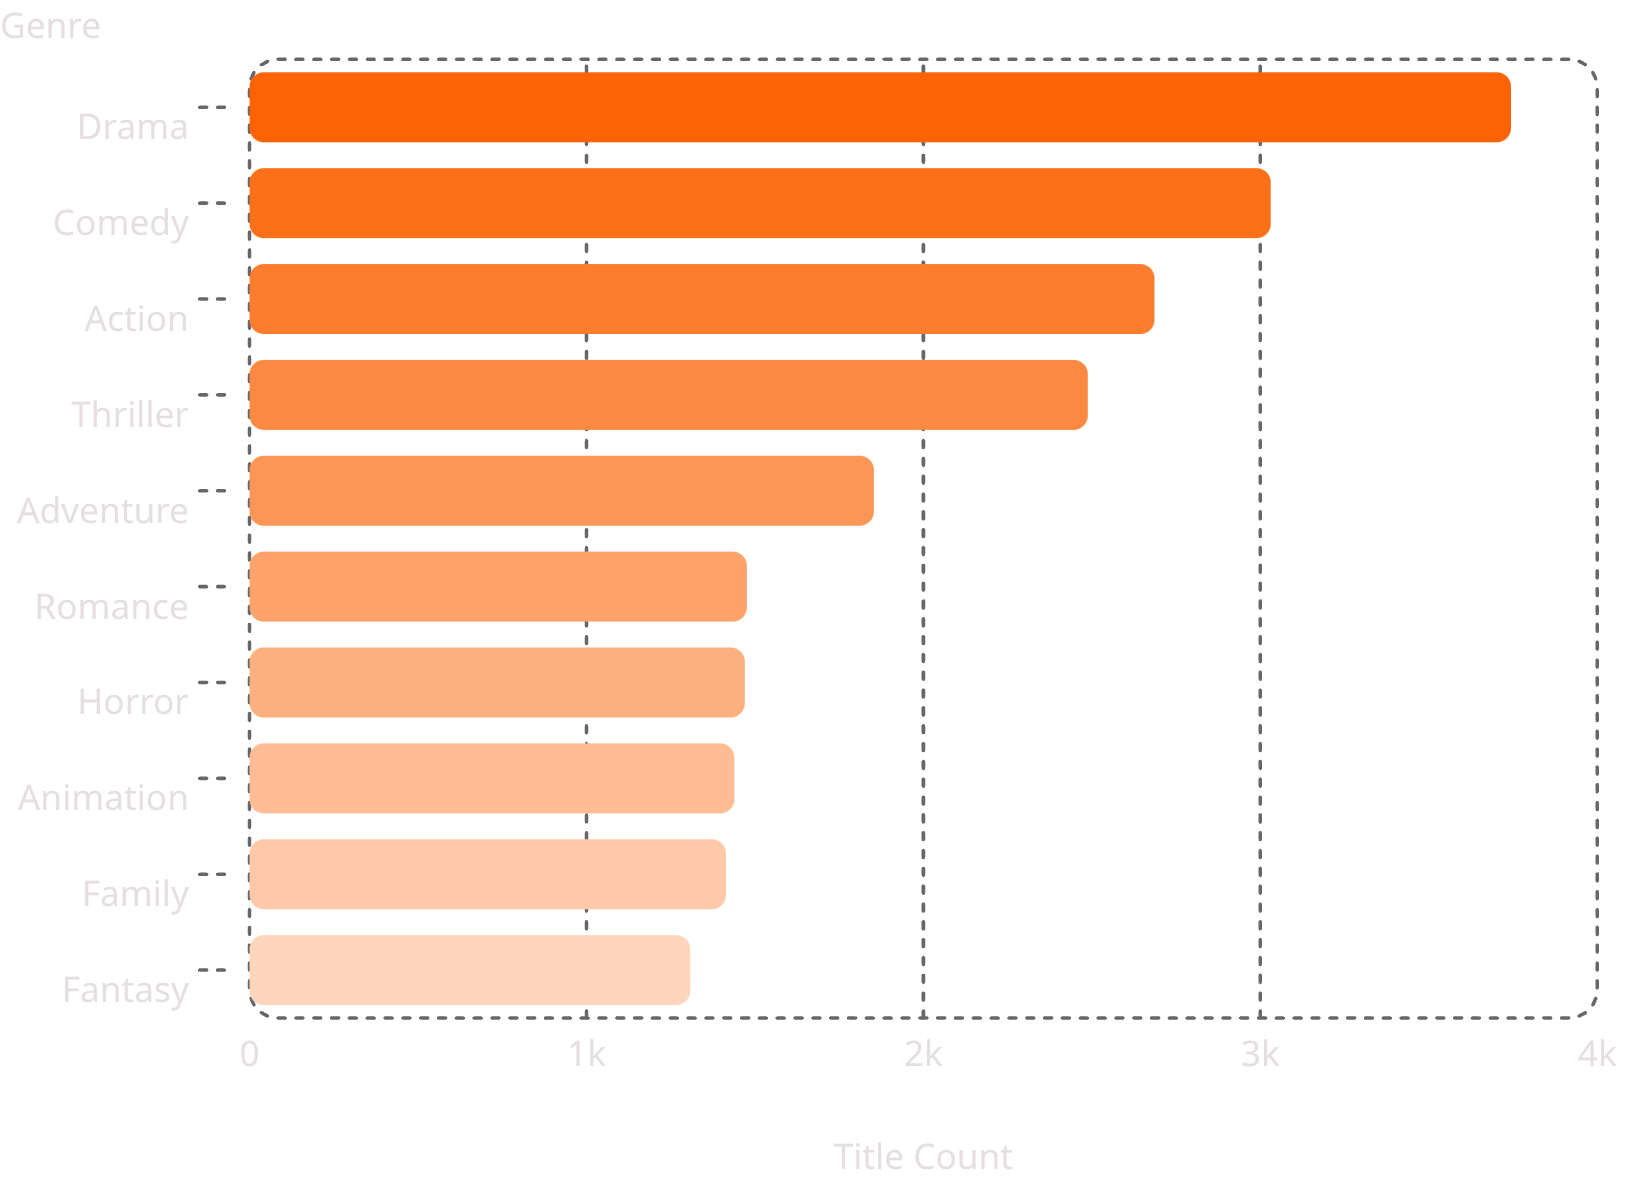 Genre
Drama
Comedy
Action
Thriller
Adventure
Romance
Horror
Animation
Family
Fantasy
0 1k 2k 3k 4k
Title Count